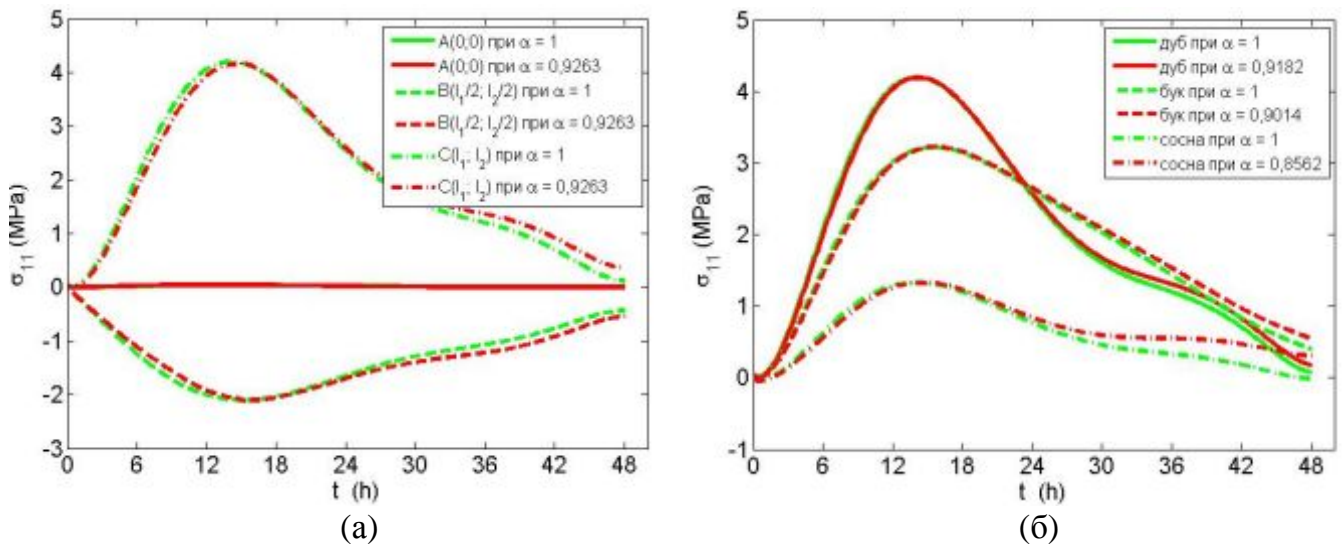 5
4
3
2
1
0
-1
-2
-3
0 6 12 18 24 30 36 42 48
σ11 (MPa)
t (h)
A(0;0) при α = 1
A(0;0) при α = 0,9263
B(l1/2; l2/2) при α = 1
B(l1/2; l2/2) при α = 0,9263
C(l1; l2) при α = 1
C(l1; l2) при α = 0,9263
(а)
5
4
3
2
1
0
-1
0 6 12 18 24 30 36 42 48
σ11 (MPa)
t (h)
дуб при α = 1
дуб при α = 0,9182
бук при α = 1
бук при α = 0,9014
сосна при α = 1
сосна при α = 0,8562
(б)